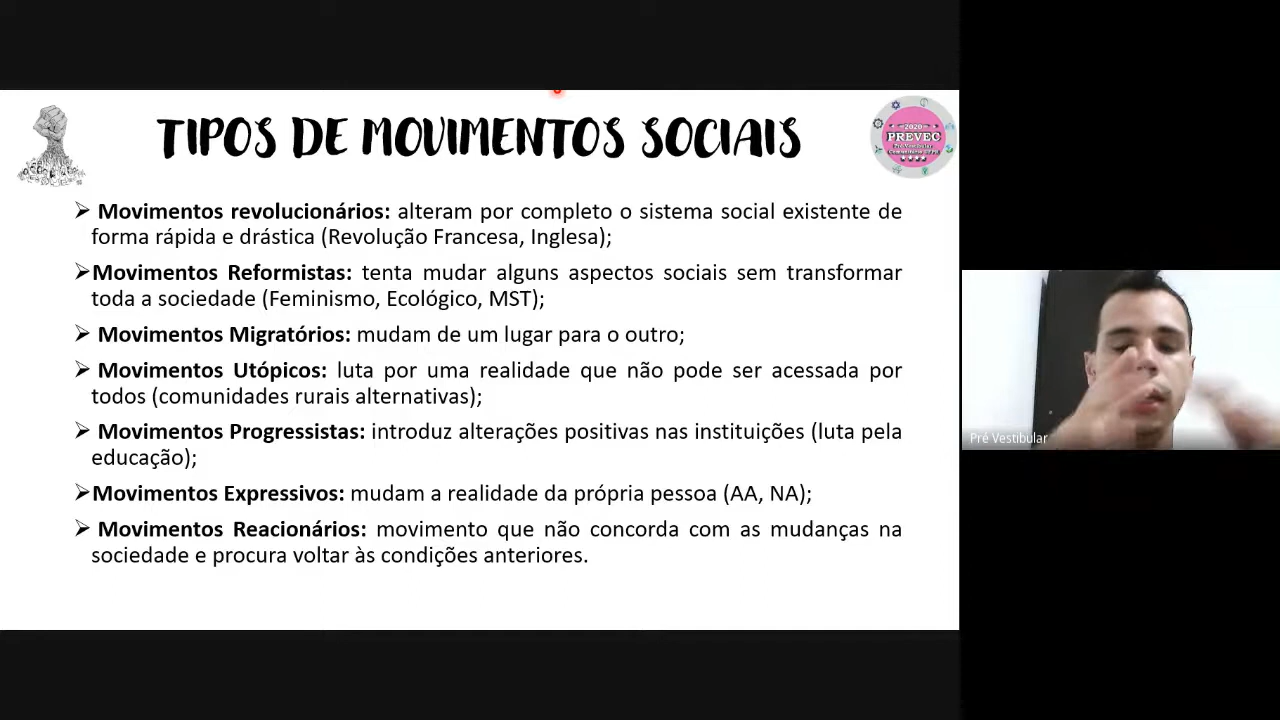 TIPOS DE MOVIMENTOS SOCIAIS
2020
PREVEC
➢ Movimentos revolucionários: alteram por completo o sistema social existente de
forma rápida e drástica (Revolução Francesa, Inglesa);
➢Movimentos Reformistas: tenta mudar alguns aspectos sociais sem transformar
toda a sociedade (Feminismo, Ecológico, MST);
➢ Movimentos Migratórios: mudam de um lugar para o outro;
➢ Movimentos Utópicos: luta por uma realidade que não pode ser acessada por
todos (comunidades rurais alternativas);
➢ Movimentos Progressistas: introduz alterações positivas nas instituições (luta pela
educação);
➢Movimentos Expressivos: mudam a realidade da própria pessoa (AA, NA);
➢ Movimentos Reacionários: movimento que não concorda com as mudanças na
sociedade e procura voltar às condições anteriores.
Pré Vestibular